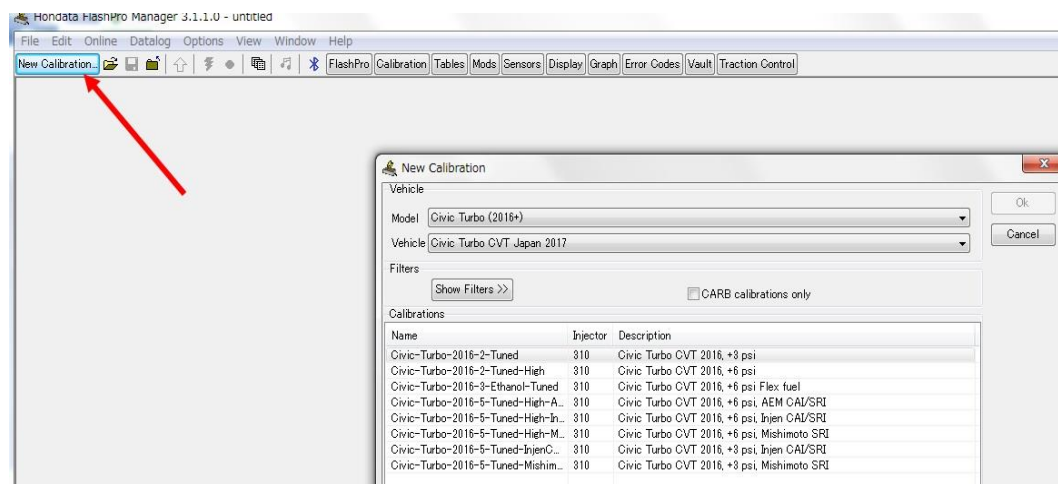 Hondata FlashPro Manager 3.1.1.0 - untitled
File Edit Online Datalog Options View Window Help
New Calibration... FlashPro Calibration Tables Mods Sensors Display Graph Error Codes Vault Traction Control
New Calibration
Vehicle
Model Civic Turbo (2016+)
Ok
Vehicle Civic Turbo CVT Japan 2017
Cancel
Filters
Show Filters >> CARB calibrations only
Calibrations
Name Injector Description
Civic-Turbo-2016-2-Tuned 310 Civic Turbo CVT 2016, +3 psi
Civic-Turbo-2016-2-Tuned-High 310 Civic Turbo CVT 2016, +6 psi
Civic-Turbo-2016-3-Ethanol-Tuned 310 Civic Turbo CVT 2016, +6 psi Flex fuel
Civic-Turbo-2016-5-Tuned-High-A... 310 Civic Turbo CVT 2016, +6 psi, AEM CAI/SRI
Civic-Turbo-2016-5-Tuned-High-In... 310 Civic Turbo CVT 2016, +6 psi, Injen CAI/SRI
Civic-Turbo-2016-5-Tuned-High-M... 310 Civic Turbo CVT 2016, +6 psi, Mishimoto SRI
Civic-Turbo-2016-5-Tuned-InjenC... 310 Civic Turbo CVT 2016, +3 psi, Injen CAI/SRI
Civic-Turbo-2016-5-Tuned-Mishim... 310 Civic Turbo CVT 2016, +3 psi, Mishimoto SRI